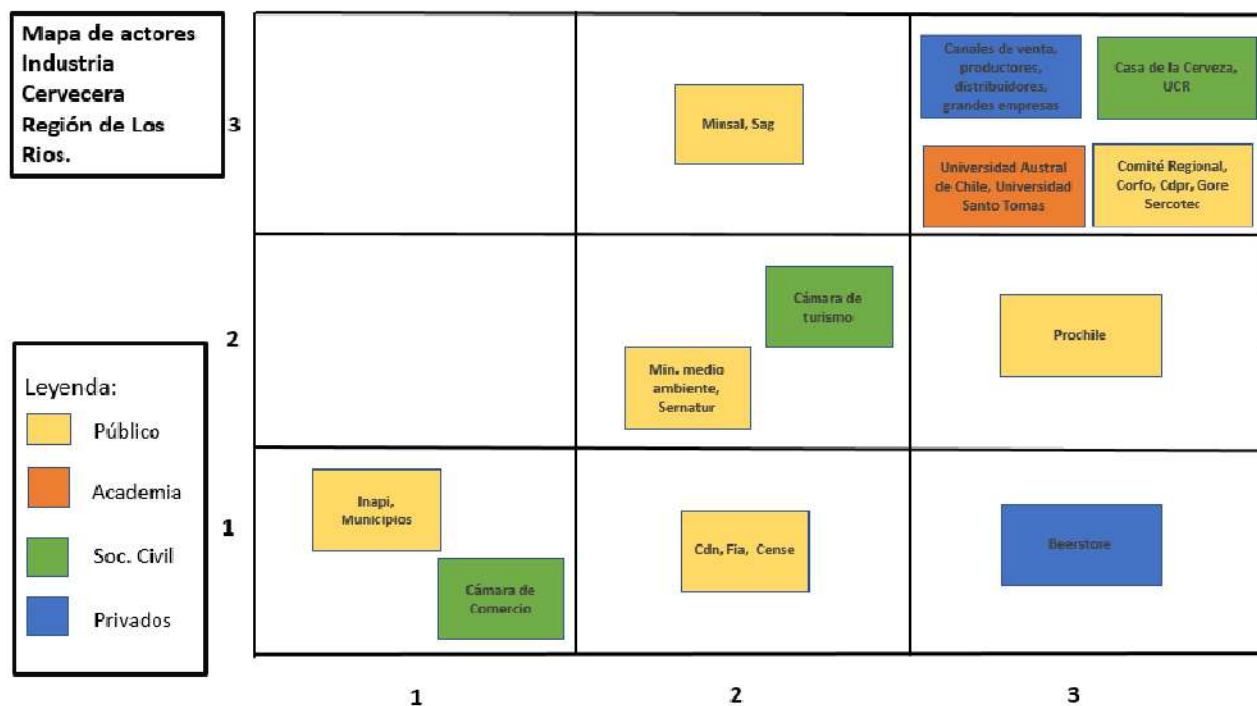 Mapa de actores
Industria
Cervecera
Región de Los
Rios.
3
Minsal, Sag
Canales de venta,
productores,
distribuidores,
grandes empresas
Casa de la Cerveza,
UCR
Universidad Austral
de Chile, Universidad
Santo Tomas
Comité Regional,
Corfo, Cdpr, Gore
Sercotec
2
Cámara de
turismo
Min. medio
ambiente,
Sernatur
Prochile
Leyenda:
Público
Academia
Soc. Civil
Privados
1
Inapi,
Municipios
Cámara de
Comercio
Cdn, Fia, Cense
Beerstore
1
2
3